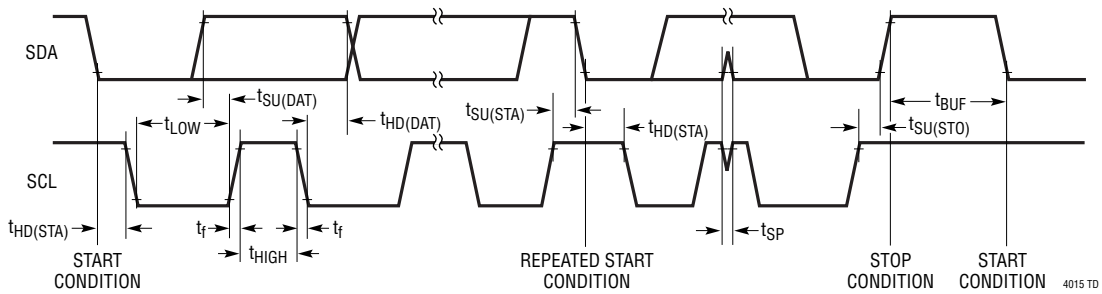 SDA
tSU(DAT)
tLOW
tHD(DAT)
tSU(STA)
tHD(STA)
tBUF
tSU(STO)
SCL
tHD(STA)
tf
tHIGH
tf
tSP
START
CONDITION
REPEATED START
CONDITION
STOP
CONDITION
START
CONDITION
4015 TD